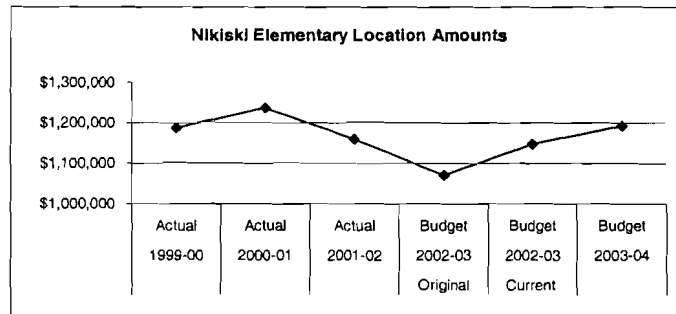 Nikiski Elementary Location Amounts
$1,300,000
$1,200,000
$1,100,000
$1,000,000
Actual Actual Actual Budget Budget Budget
1999-00 2000-01 2001-02 2002-03 2002-03 2003-04
Original Current